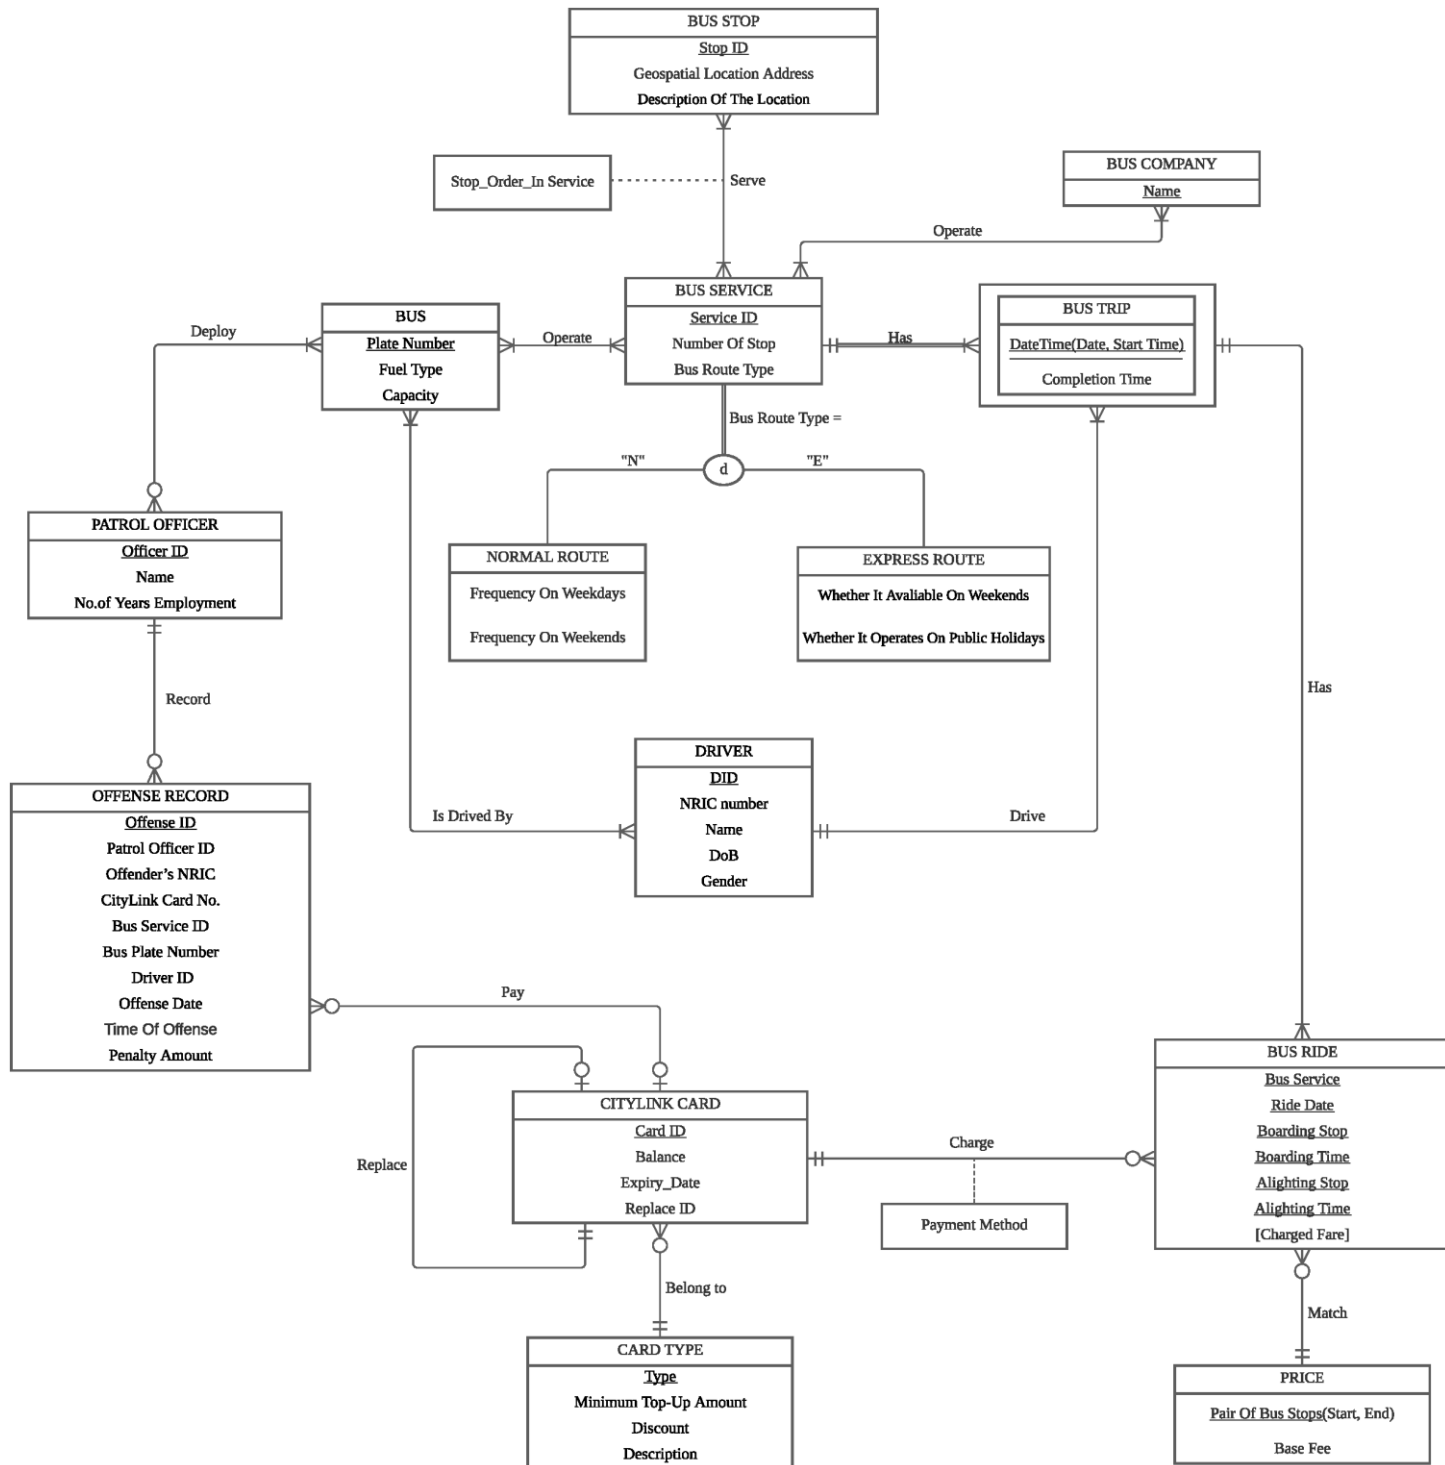 BUS STOP
Stop ID
Geospatial Location Address
Description Of The Location
Stop_Order_In Service
Serve
BUS COMPANY
Name
Operate
BUS SERVICE
Service ID
Number Of Stop
Bus Route Type
BUS
Plate Number
Fuel Type
Capacity
Deploy
Operate
Has
BUS TRIP
DateTime(Date, Start Time)
Completion Time
Bus Route Type =
"N"
d
"E"
PATROL OFFICER
Officer ID
Name
No.of Years Employment
NORMAL ROUTE
Frequency On Weekdays
Frequency On Weekends
EXPRESS ROUTE
Whether It Avaliable On Weekends
Whether It Operates On Public Holidays
Record
Has
DRIVER
DID
NRIC number
Name
DoB
Gender
Is Drived By
Drive
OFFENSE RECORD
Offense ID
Patrol Officer ID
Offender’s NRIC
CityLink Card No.
Bus Service ID
Bus Plate Number
Driver ID
Offense Date
Time Of Offense
Penalty Amount
Pay
CITYLINK CARD
Card ID
Balance
Expiry_Date
Replace ID
Replace
Charge
Payment Method
BUS RIDE
Bus Service
Ride Date
Boarding Stop
Boarding Time
Alighting Stop
Alighting Time
[Charged Fare]
Belong to
Match
CARD TYPE
Type
Minimum Top-Up Amount
Discount
Description
PRICE
Pair Of Bus Stops(Start, End)
Base Fee